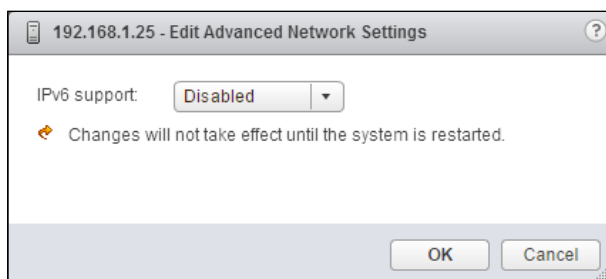 192.168.1.25 - Edit Advanced Network Settings ?
IPv6 support: Disabled
Changes will not take effect until the system is restarted.
OK Cancel